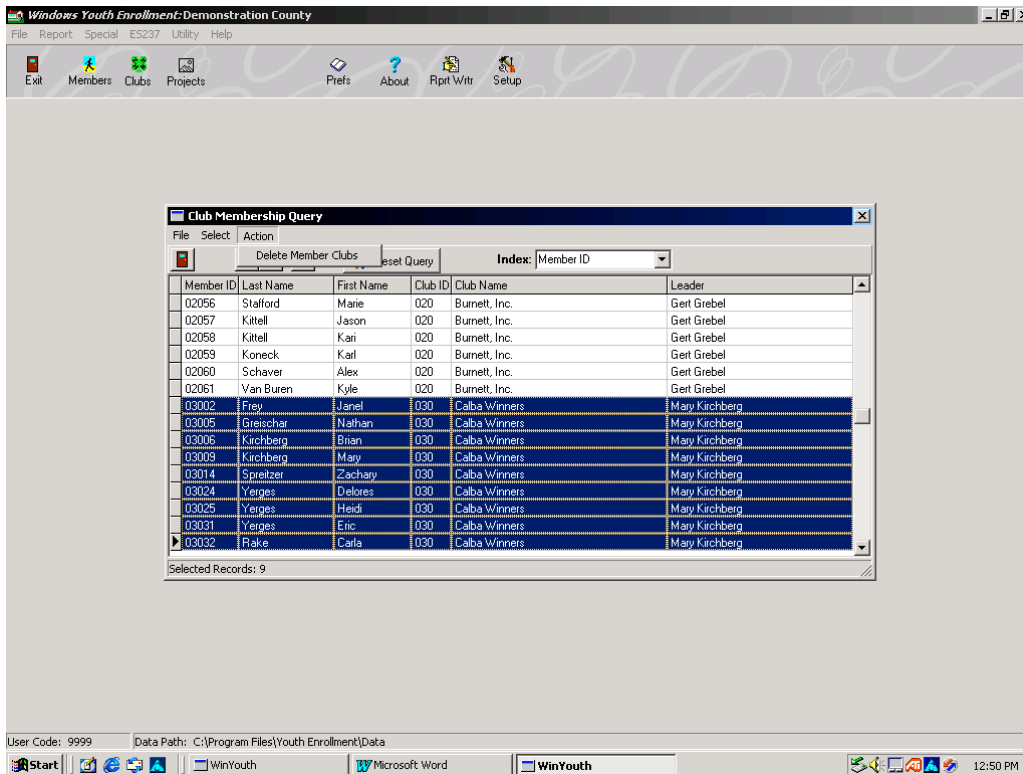 Windows Youth Enrollment: Demonstration County
File Report Special ES237 Utility Help
Exit Members Clubs Projects Prefs About Rprt Wrtr Setup
Club Membership Query
File Select Action
Delete Member Clubs
eset Query Index: Member ID
Member ID Last Name First Name Club ID Club Name Leader
02056 Stafford Marie 020 Burnett, Inc. Gert Grebel
02057 Kittell Jason 020 Burnett, Inc. Gert Grebel
02058 Kittell Kari 020 Burnett, Inc. Gert Grebel
02059 Koneck Karl 020 Burnett, Inc. Gert Grebel
02060 Schaver Alex 020 Burnett, Inc. Gert Grebel
02061 Van Buren Kyle 020 Burnett, Inc. Gert Grebel
03002 Frey Janel 030 Calba Winners Mary Kirchberg
03005 Greischar Nathan 030 Calba Winners Mary Kirchberg
03006 Kirchberg Brian 030 Calba Winners Mary Kirchberg
03009 Kirchberg Mary 030 Calba Winners Mary Kirchberg
03014 Spreitzer Zachary 030 Calba Winners Mary Kirchberg
03024 Yerges Delores 030 Calba Winners Mary Kirchberg
03025 Yerges Heidi 030 Calba Winners Mary Kirchberg
03031 Yerges Eric 030 Calba Winners Mary Kirchberg
03032 Rake Carla 030 Calba Winners Mary Kirchberg
Selected Records: 9
User Code: 9999 Data Path: C:\Program Files\Youth Enrollment\Data
Start WinYouth Microsoft Word WinYouth 12:50 PM